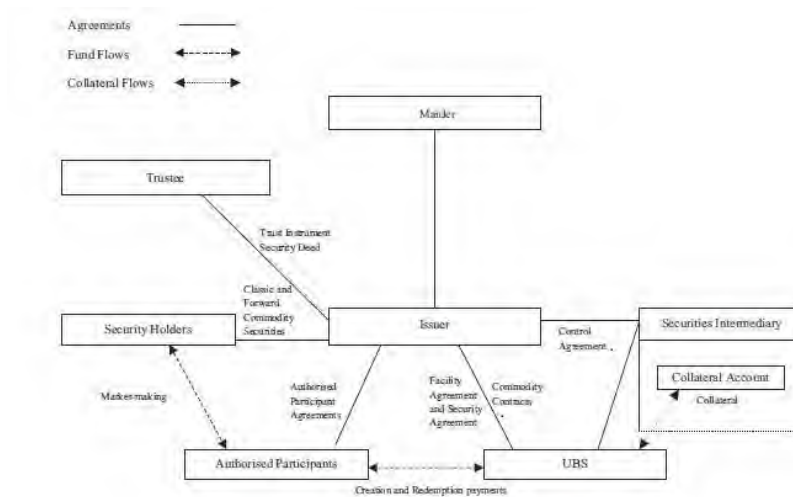 Agreements
Fund Flows
Collateral Flows
Trustee
Trust Instrument
Security Deed
Classic and
Forward
Commodity
Securities
Security Holders
Issuer
Control
Agreement
Securities Intermediary
Collateral Account
Collateral
Market-making
Authorised
Participant
Agreements
Facility
Agreement
and Security
Agreement
Commodity
Contracts
Authorised Participants
UBS
Creation and Redemption payments